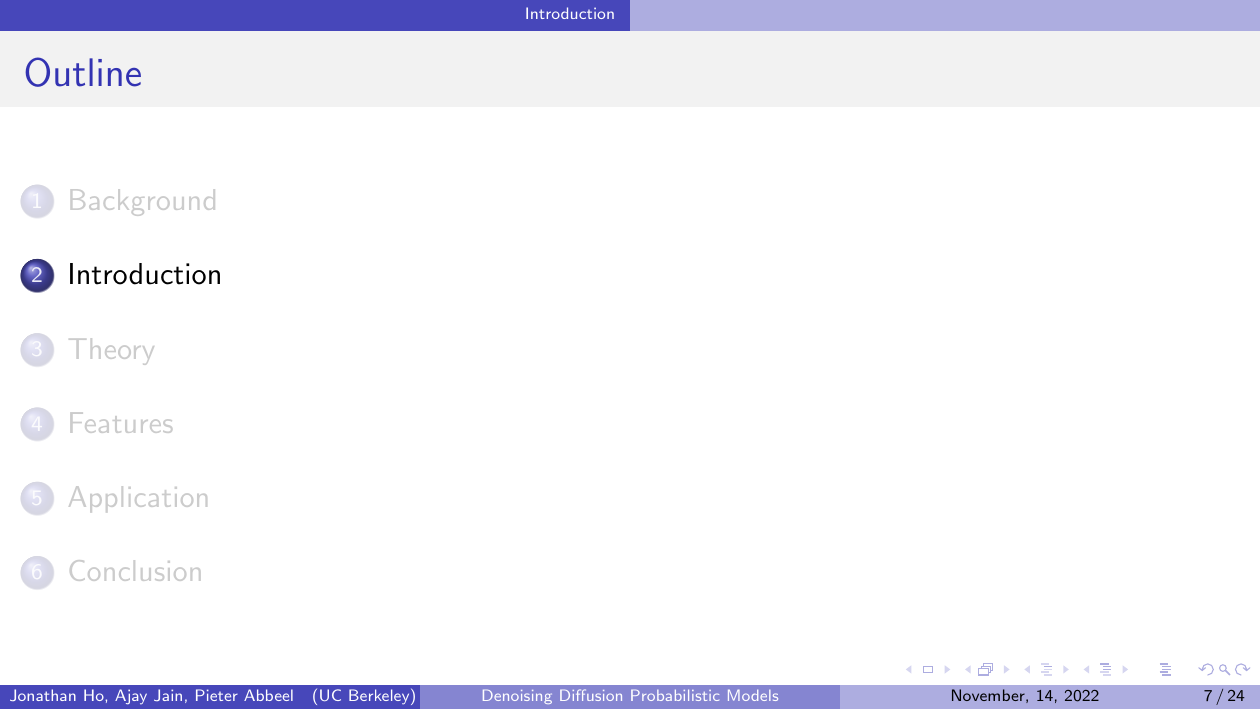 Introduction
Outline
1 Background
2 Introduction
3 Theory
4 Features
5 Application
6 Conclusion
Jonathan Ho, Ajay Jain, Pieter Abbeel (UC Berkeley) Denoising Diffusion Probabilistic Models November, 14, 2022 7 / 24